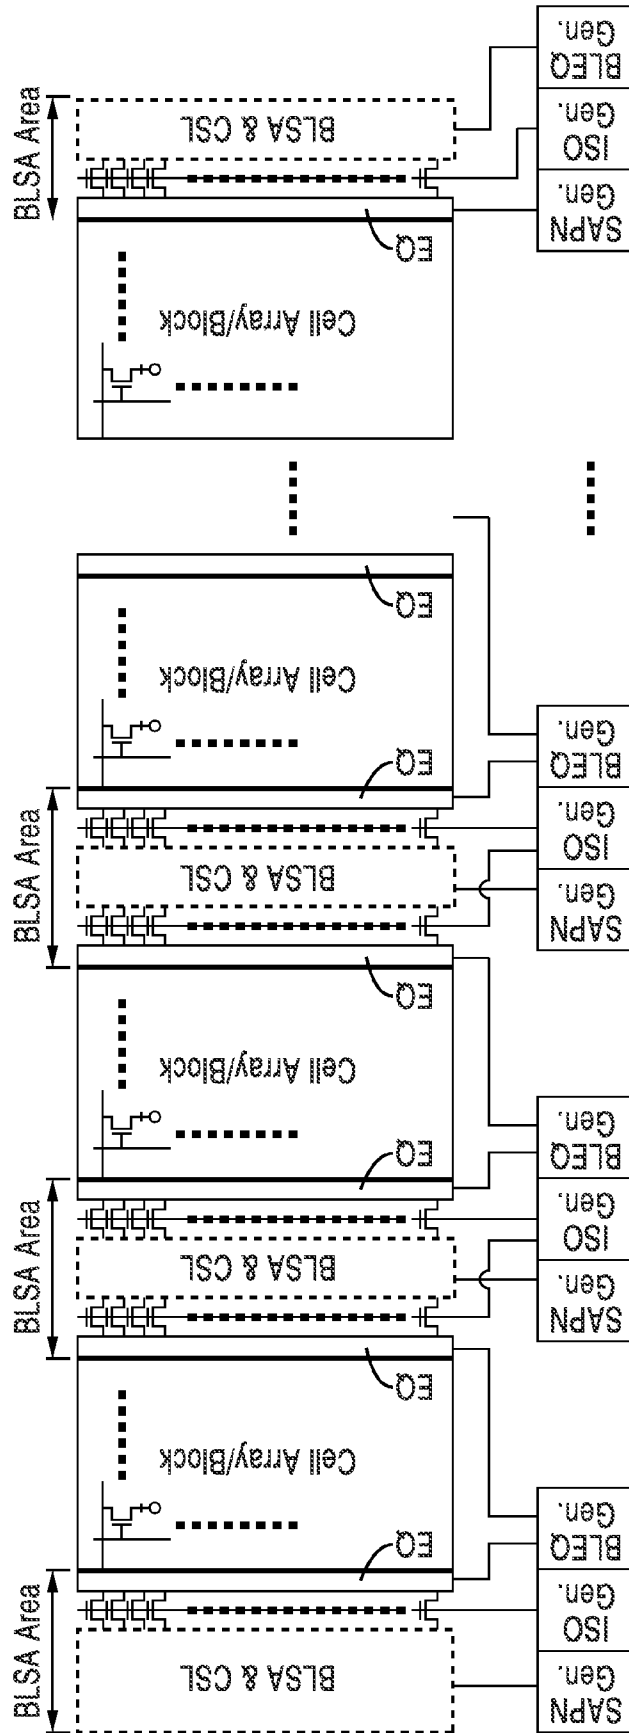 SAPN
Gen.
ISO
Gen.
BLEQ
Gen.
BLSA & CSL
BLSA Area
EQ
Cell Array/Block
EQ
SAPN
Gen.
ISO
Gen.
BLEQ
Gen.
BLSA & CSL
BLSA Area
EQ
Cell Array/Block
EQ
SAPN
Gen.
ISO
Gen.
BLEQ
Gen.
BLSA & CSL
BLSA Area
EQ
Cell Array/Block
EQ
Cell Array/Block
EQ
SAPN
Gen.
ISO
Gen.
BLEQ
Gen.
BLSA & CSL
BLSA Area